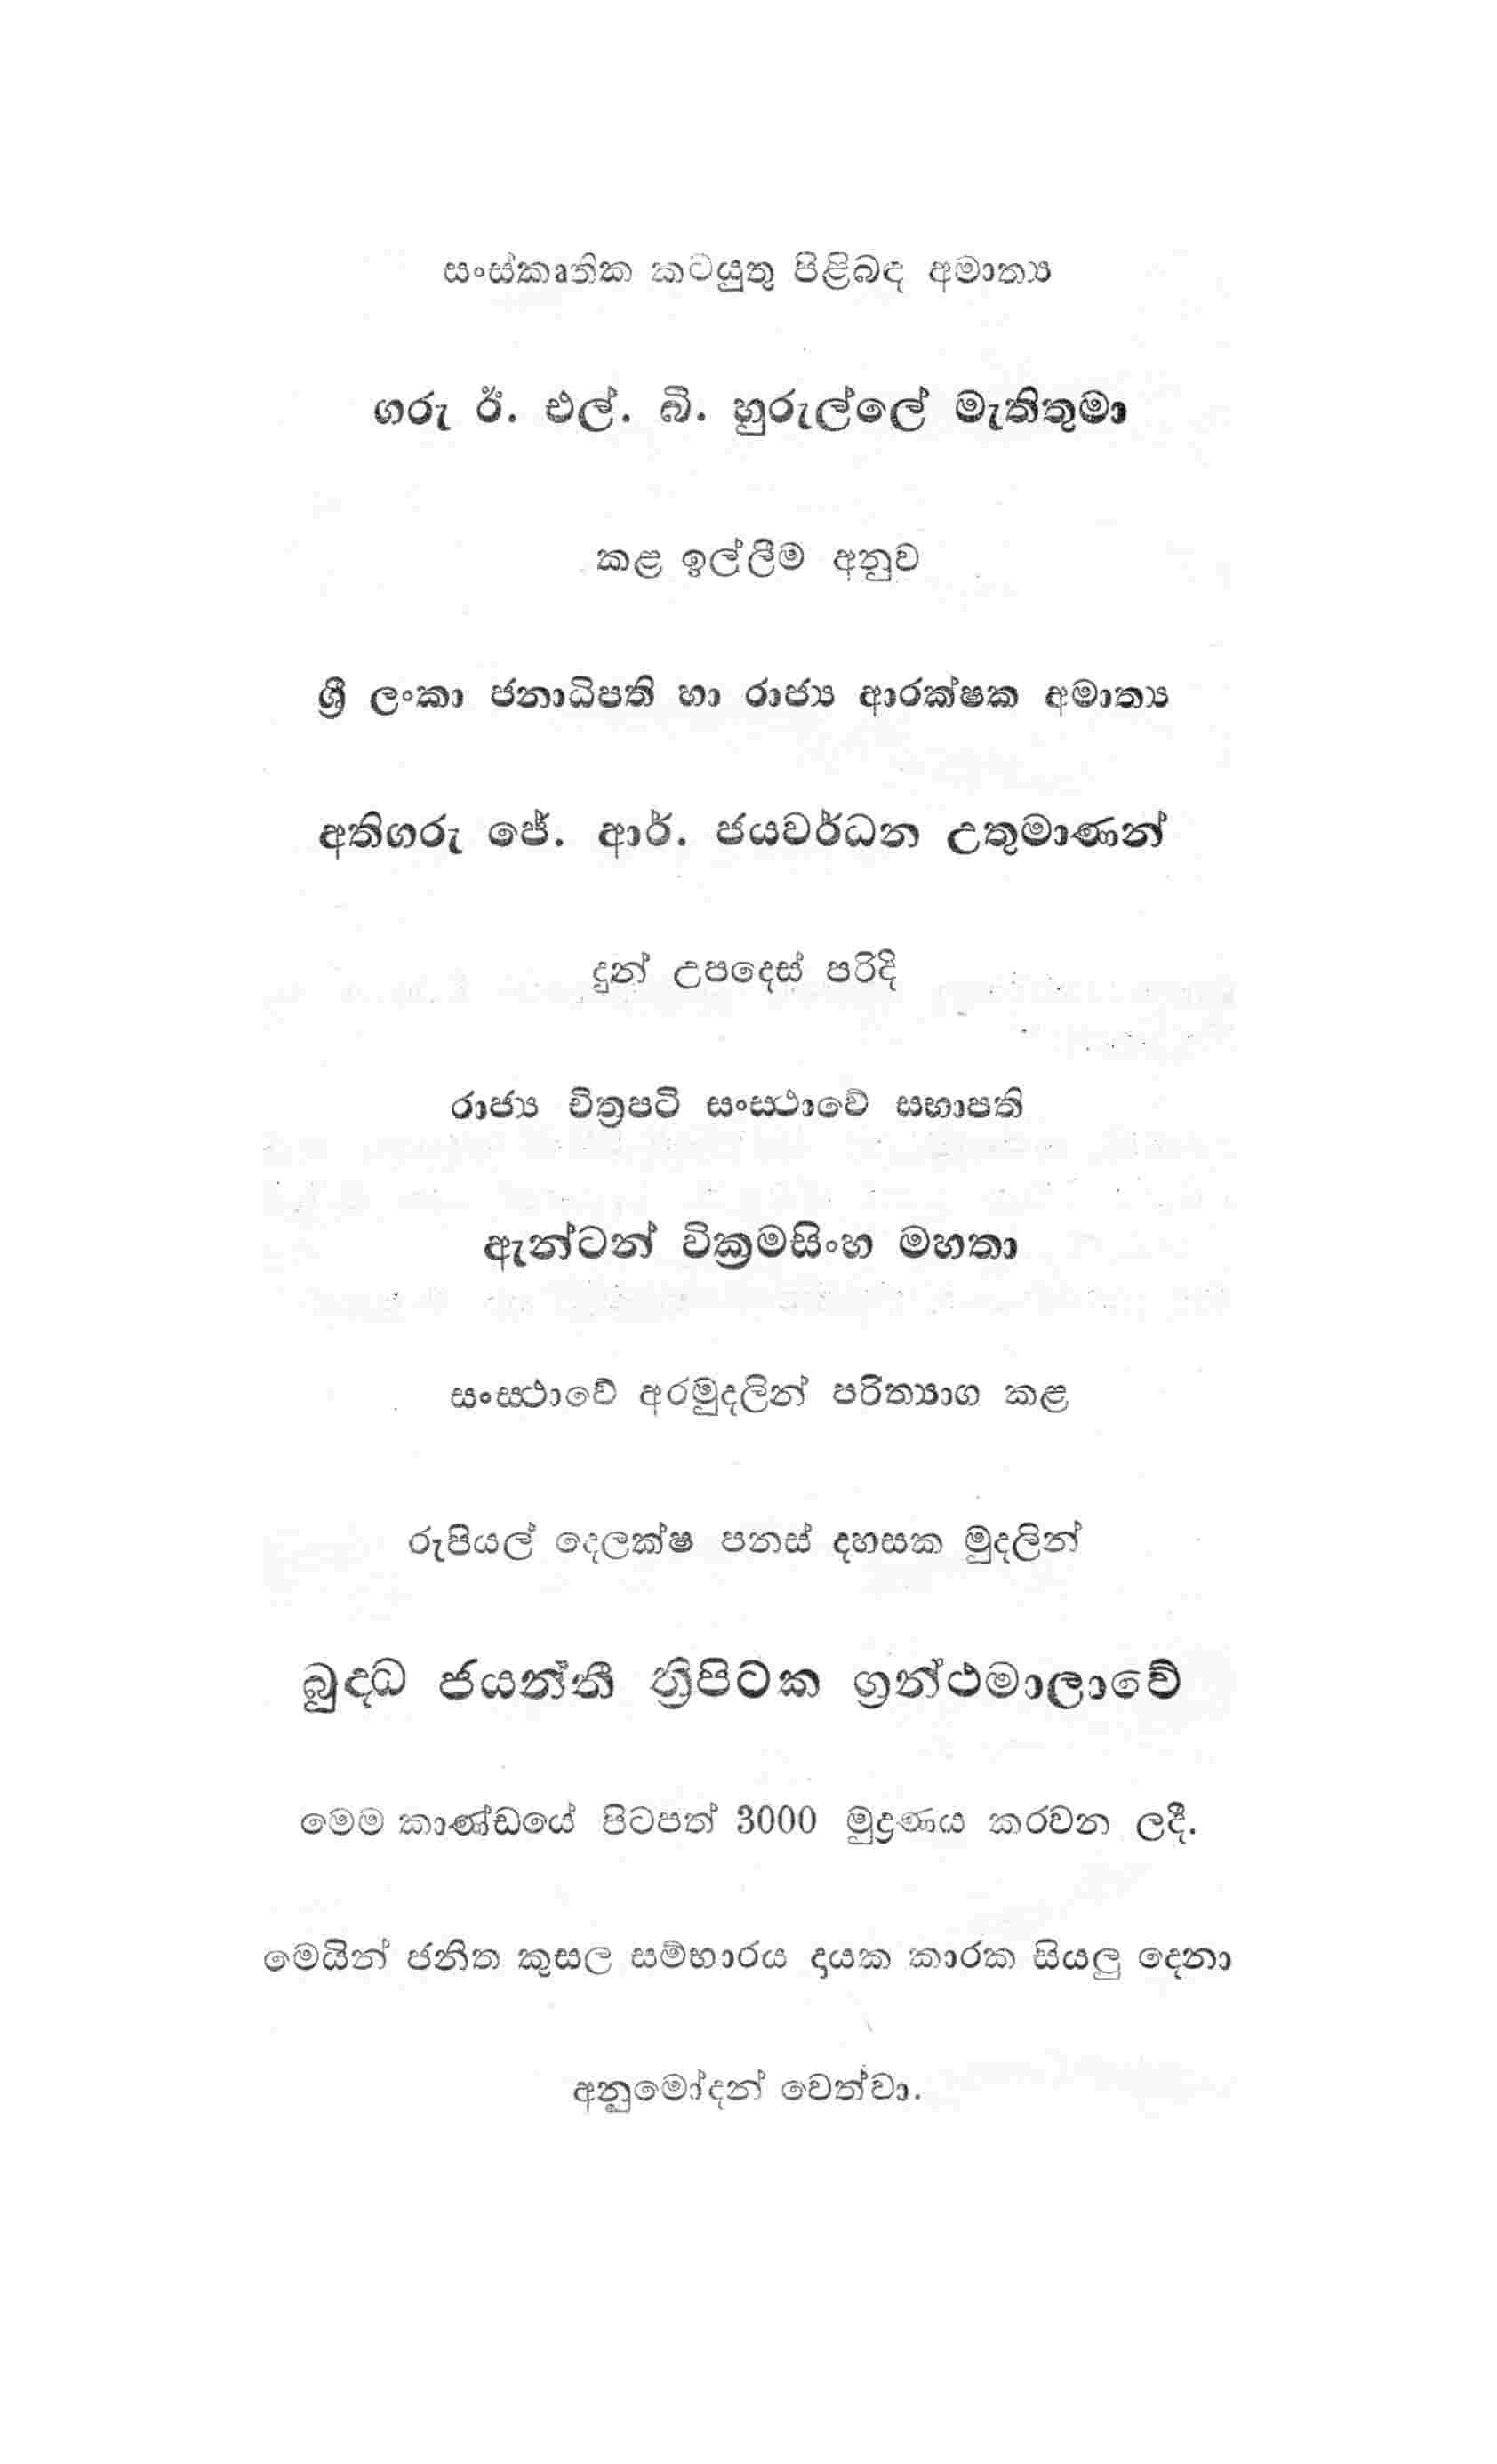 සංස්කෘතික කටයුතු පිළිබඳ අමාත්‍ය
ගරු ඊ. එල්. බි. හුරුල්ලේ මැතිතුමා
කළ ඉල්ලීම අනුව
ශ්‍රී ලංකා ජනාධිපති හා රාජ්‍ය ආරක්ෂක අමාත්‍ය
අතිගරු ජේ. ආර්. ජයවර්ධන උතුමාණන්
දුන් උපදෙස් පරිදි
රාජ්‍ය චිත්‍රපටි සංස්ථාවේ සභාපති
ඇන්ටන් වික්‍රමසිංහ මහතා
සංස්ථාවේ අරමුදලින් පරිත්‍යාග කළ
රුපියල් දෙලක්ෂ පනස් දහසක මුදලින්
බුද්ධ ජයන්තී ත්‍රිපිටක ග්‍රන්ථමාලාවේ
මෙම කාණ්ඩයේ පිටපත් 3000 මුද්‍රණය කරවන ලදී.
මෙයින් ජනිත කුසල සම්භාරය දායක කාරක සියලු දෙනා
අනුමෝදන් වෙත්වා.